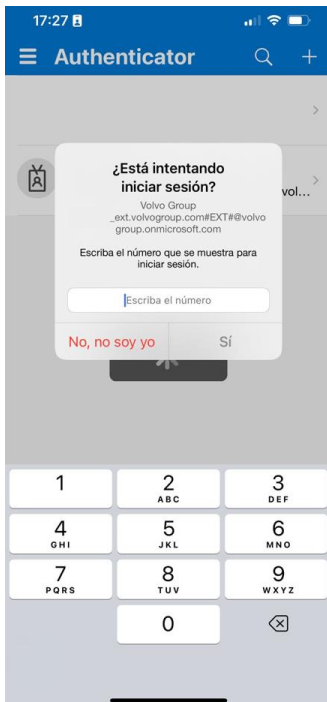 17:27
Authenticator
¿Está intentando
iniciar sesión?
Volvo Group
_ext.volvogroup.com#EXT#@volvo
group.onmicrosoft.com
vol...
Escriba el número que se muestra para
iniciar sesión.
Escriba el número
No, no soy yo
Sí
1
2
ABC
3
DEF
4
GHI
5
JKL
6
MNO
7
PQRS
8
TUV
9
WXYZ
0